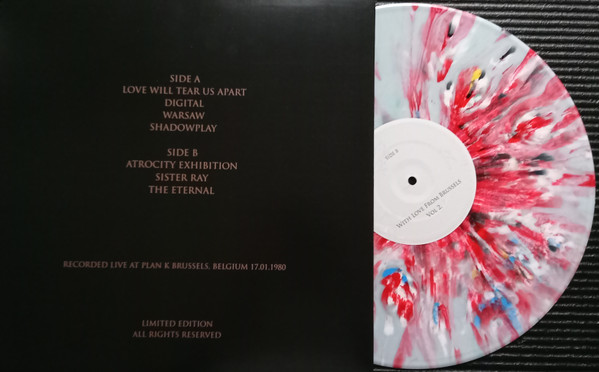 SIDE A
LOVE WILL TEAR US APART
DIGITAL
WARSAW
SHADOWPLAY
SIDE B
ATROCITY EXHIBITION
SISTER RAY
THE ETERNAL
RECORDED LIVE AT PLAN K BRUSSELS, BELGIUM 17.01.1980
LIMITED EDITION
ALL RIGHTS RESERVED
WITH LOVE FROM BRUSSELS
VOL 2